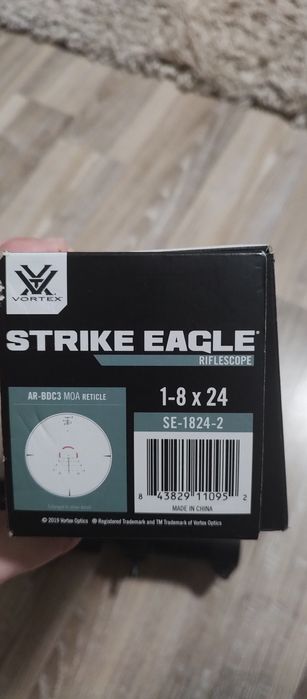 VORTEX
STRIKE EAGLE®
RIFLESCOPE
AR-BDC3 MOA RETICLE
1-8 x 24
SE-1824-2
8 43829 11095 2
MADE IN CHINA
© 2019 Vortex Optics ® Registered Trademark and TM Trademark of Vortex Optics